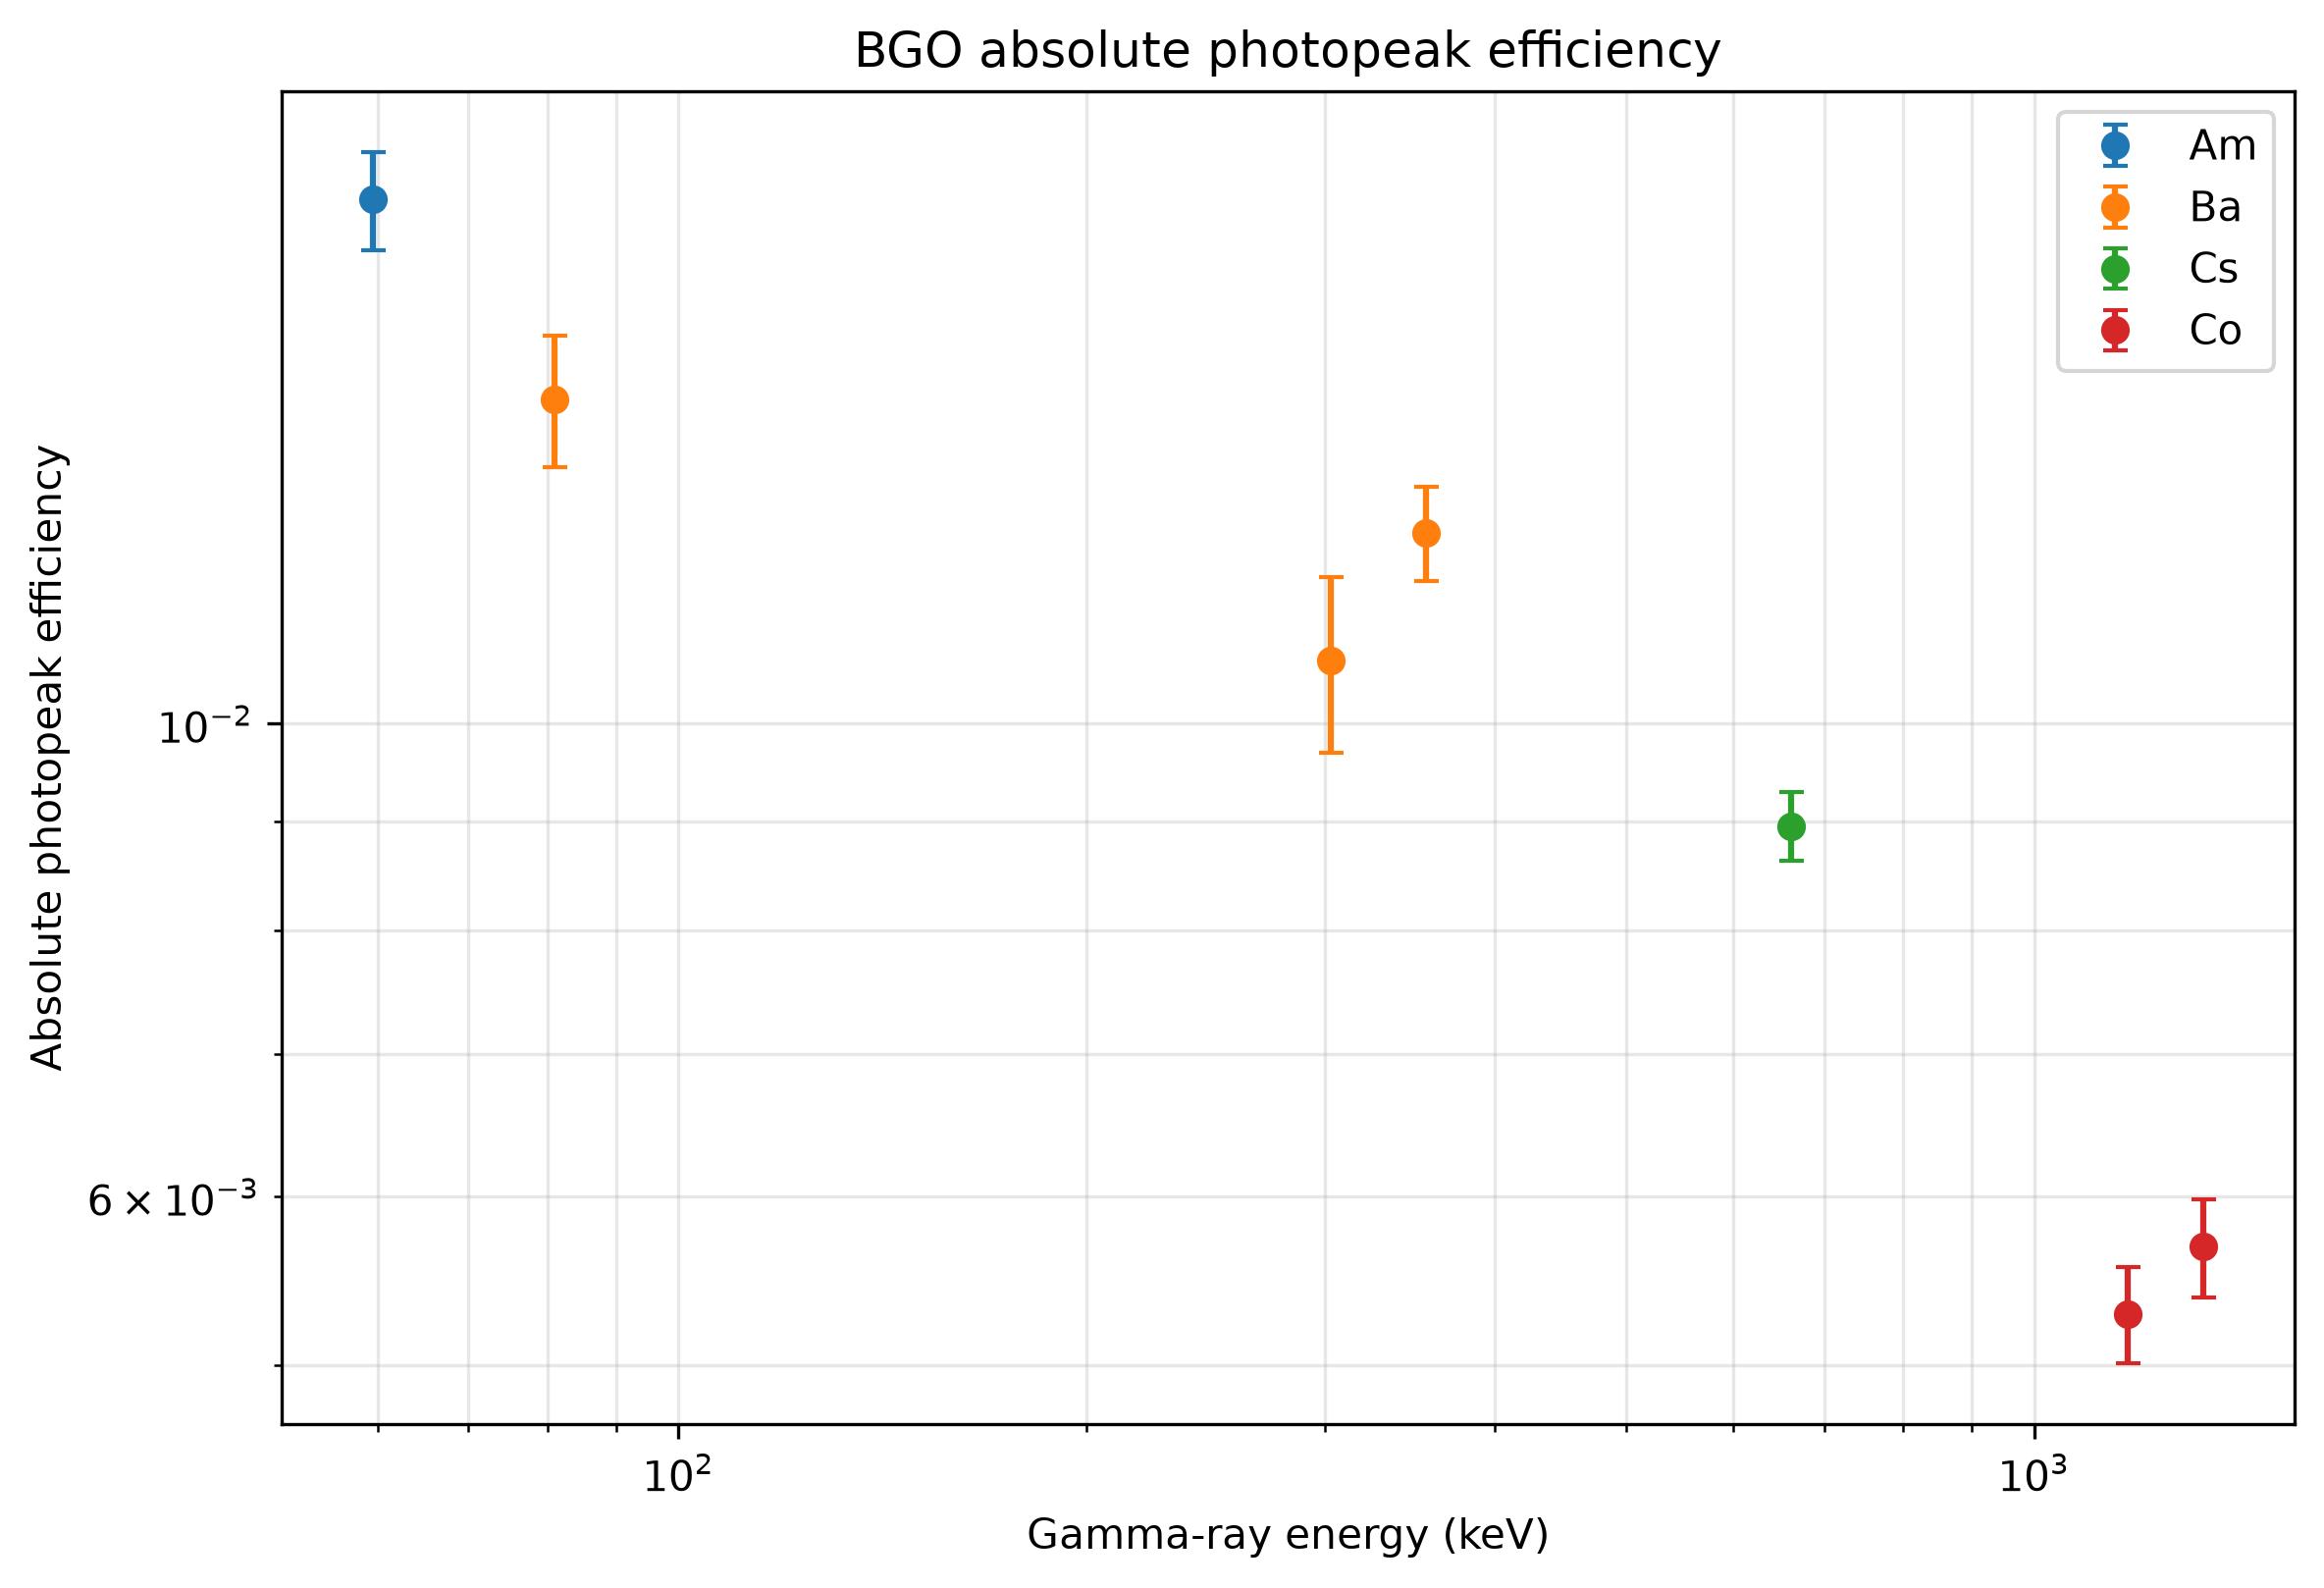 BGO absolute photopeak efficiency
Am
Ba
Cs
Co
Absolute photopeak efficiency
10⁻²
6 × 10⁻³
10²
10³
Gamma-ray energy (keV)